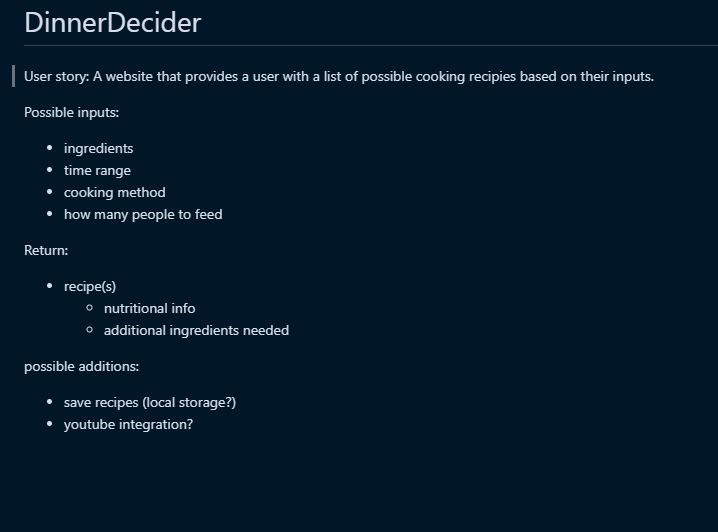 DinnerDecider
User story: A website that provides a user with a list of possible cooking recipies based on their inputs.
Possible inputs:
ingredients
time range
cooking method
how many people to feed
Return:
recipe(s)
nutritional info
additional ingredients needed
possible additions:
save recipes (local storage?)
youtube integration?